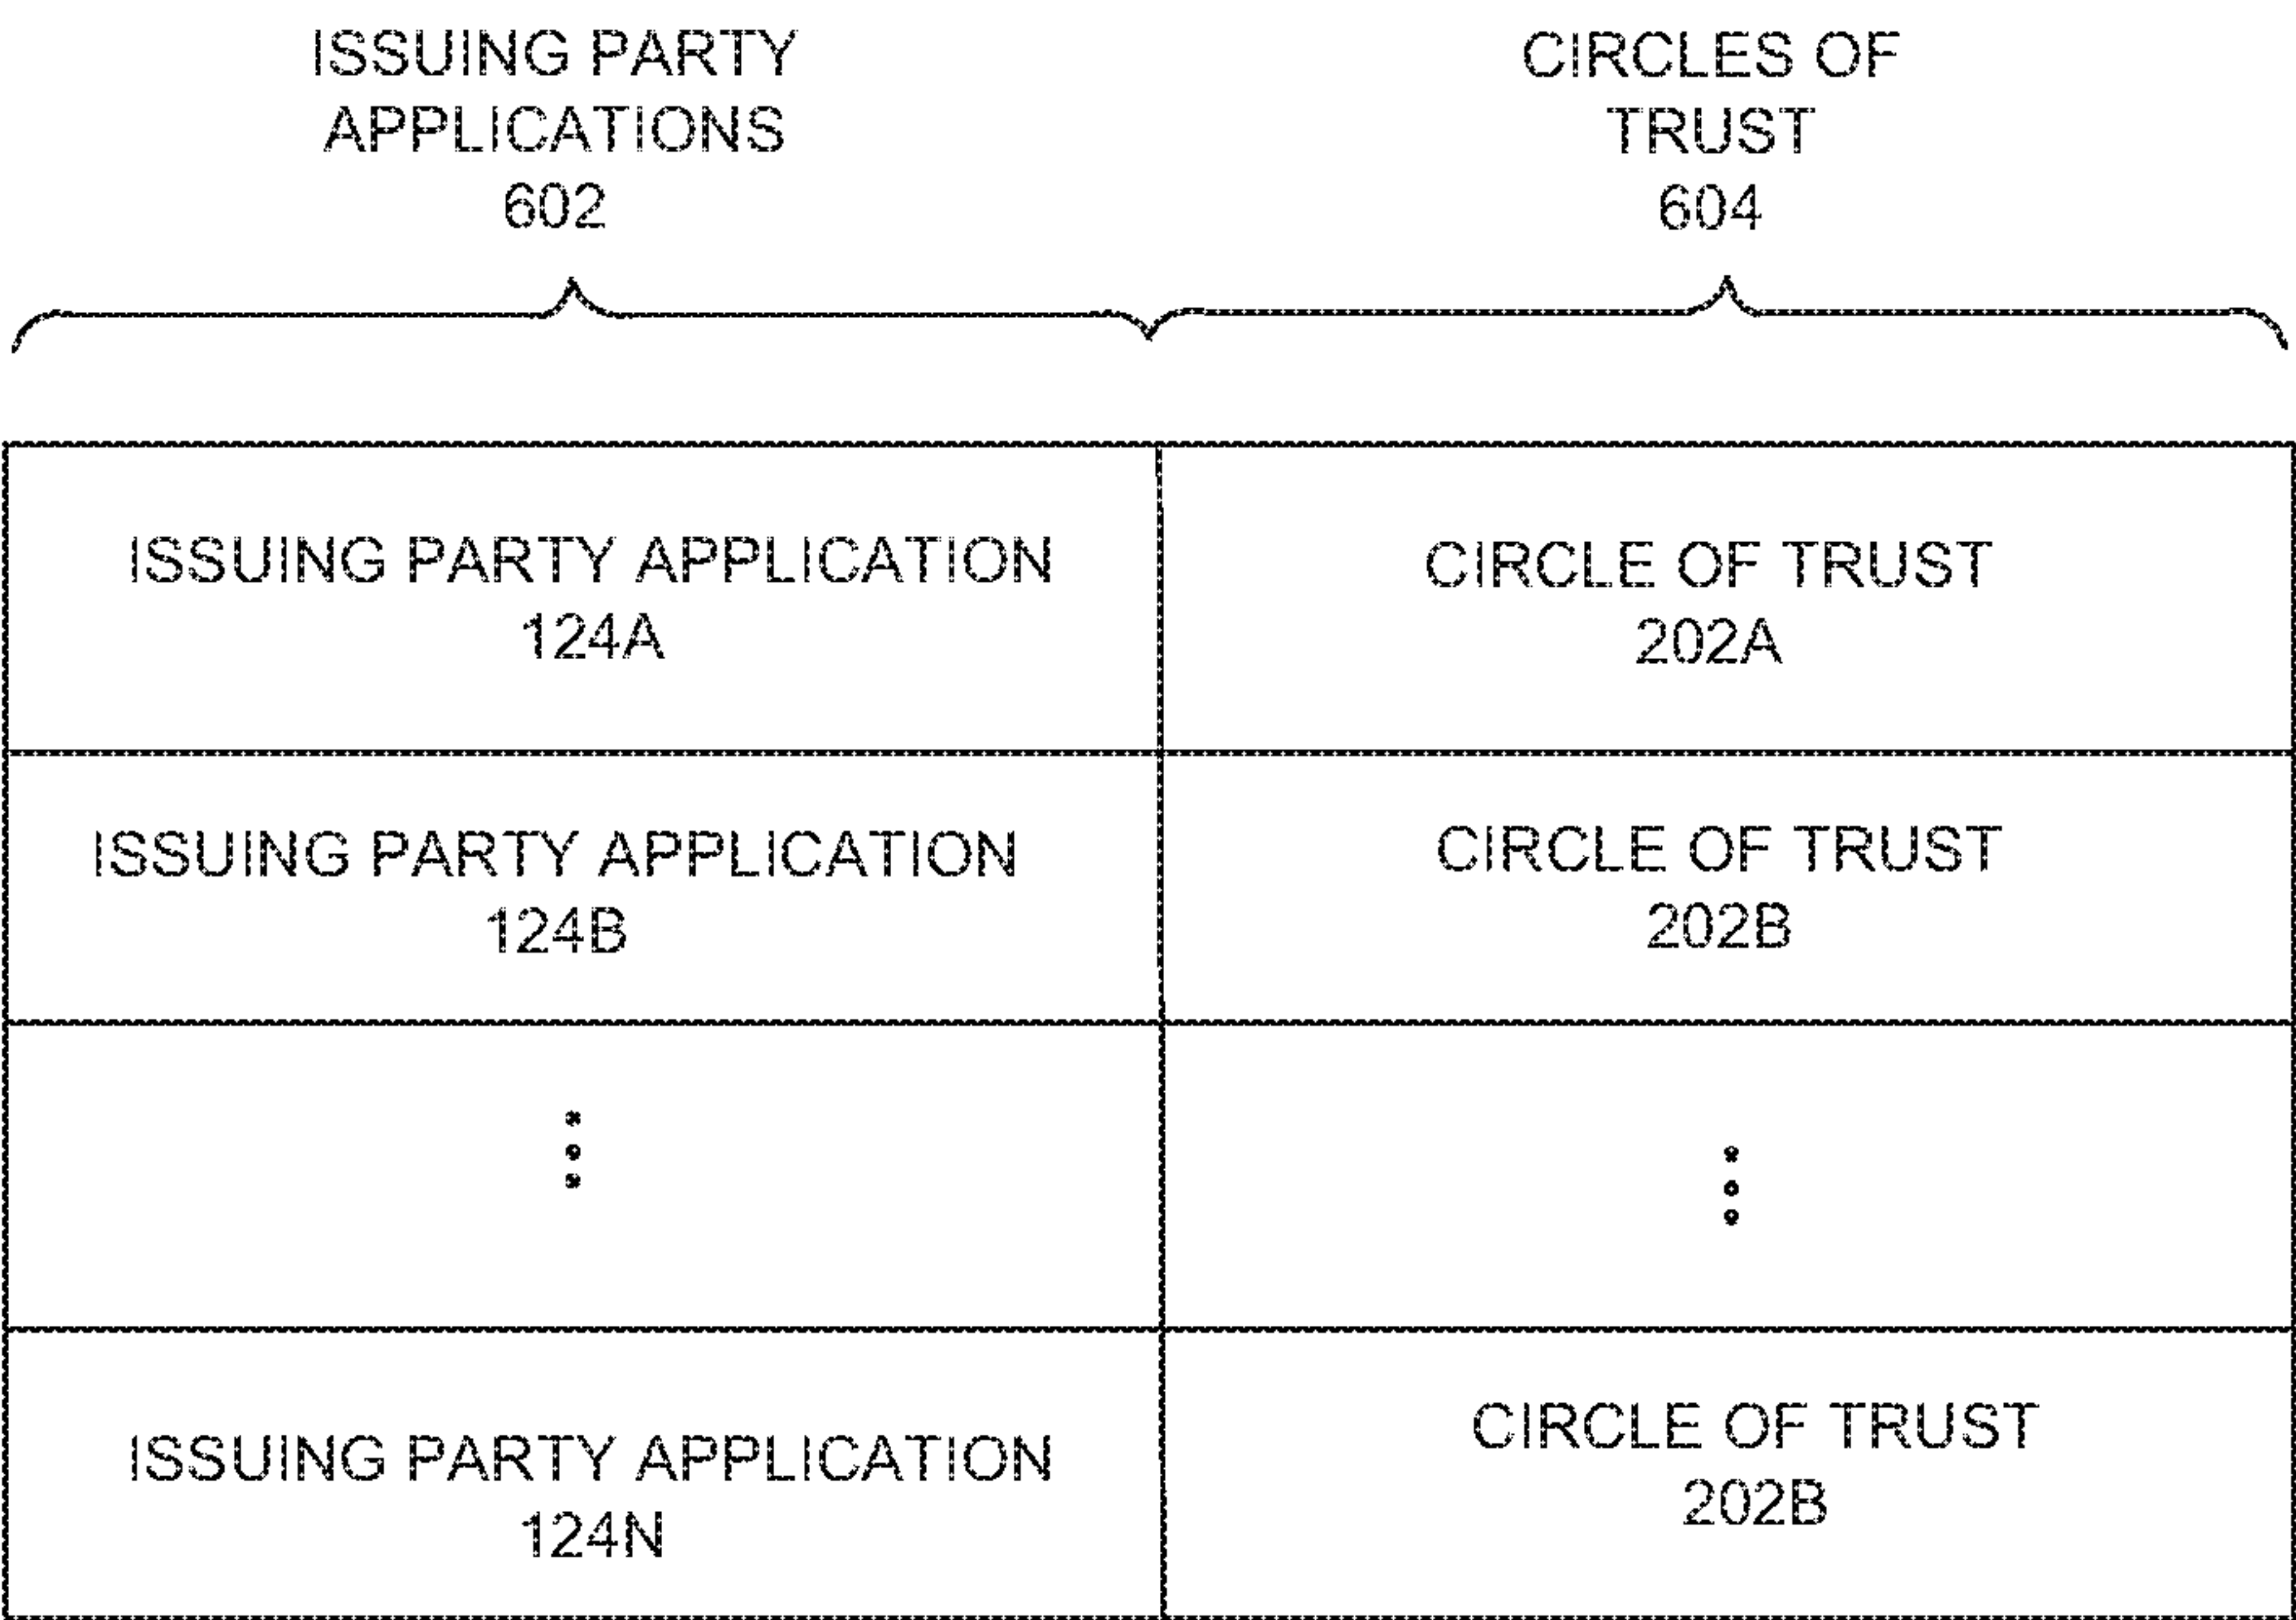 ISSUING PARTY
APPLICATIONS
602
CIRCLES OF
TRUST
604
ISSUING PARTY APPLICATION
124A
CIRCLE OF TRUST
202A
ISSUING PARTY APPLICATION
124B
CIRCLE OF TRUST
202B
ISSUING PARTY APPLICATION
124N
CIRCLE OF TRUST
202B